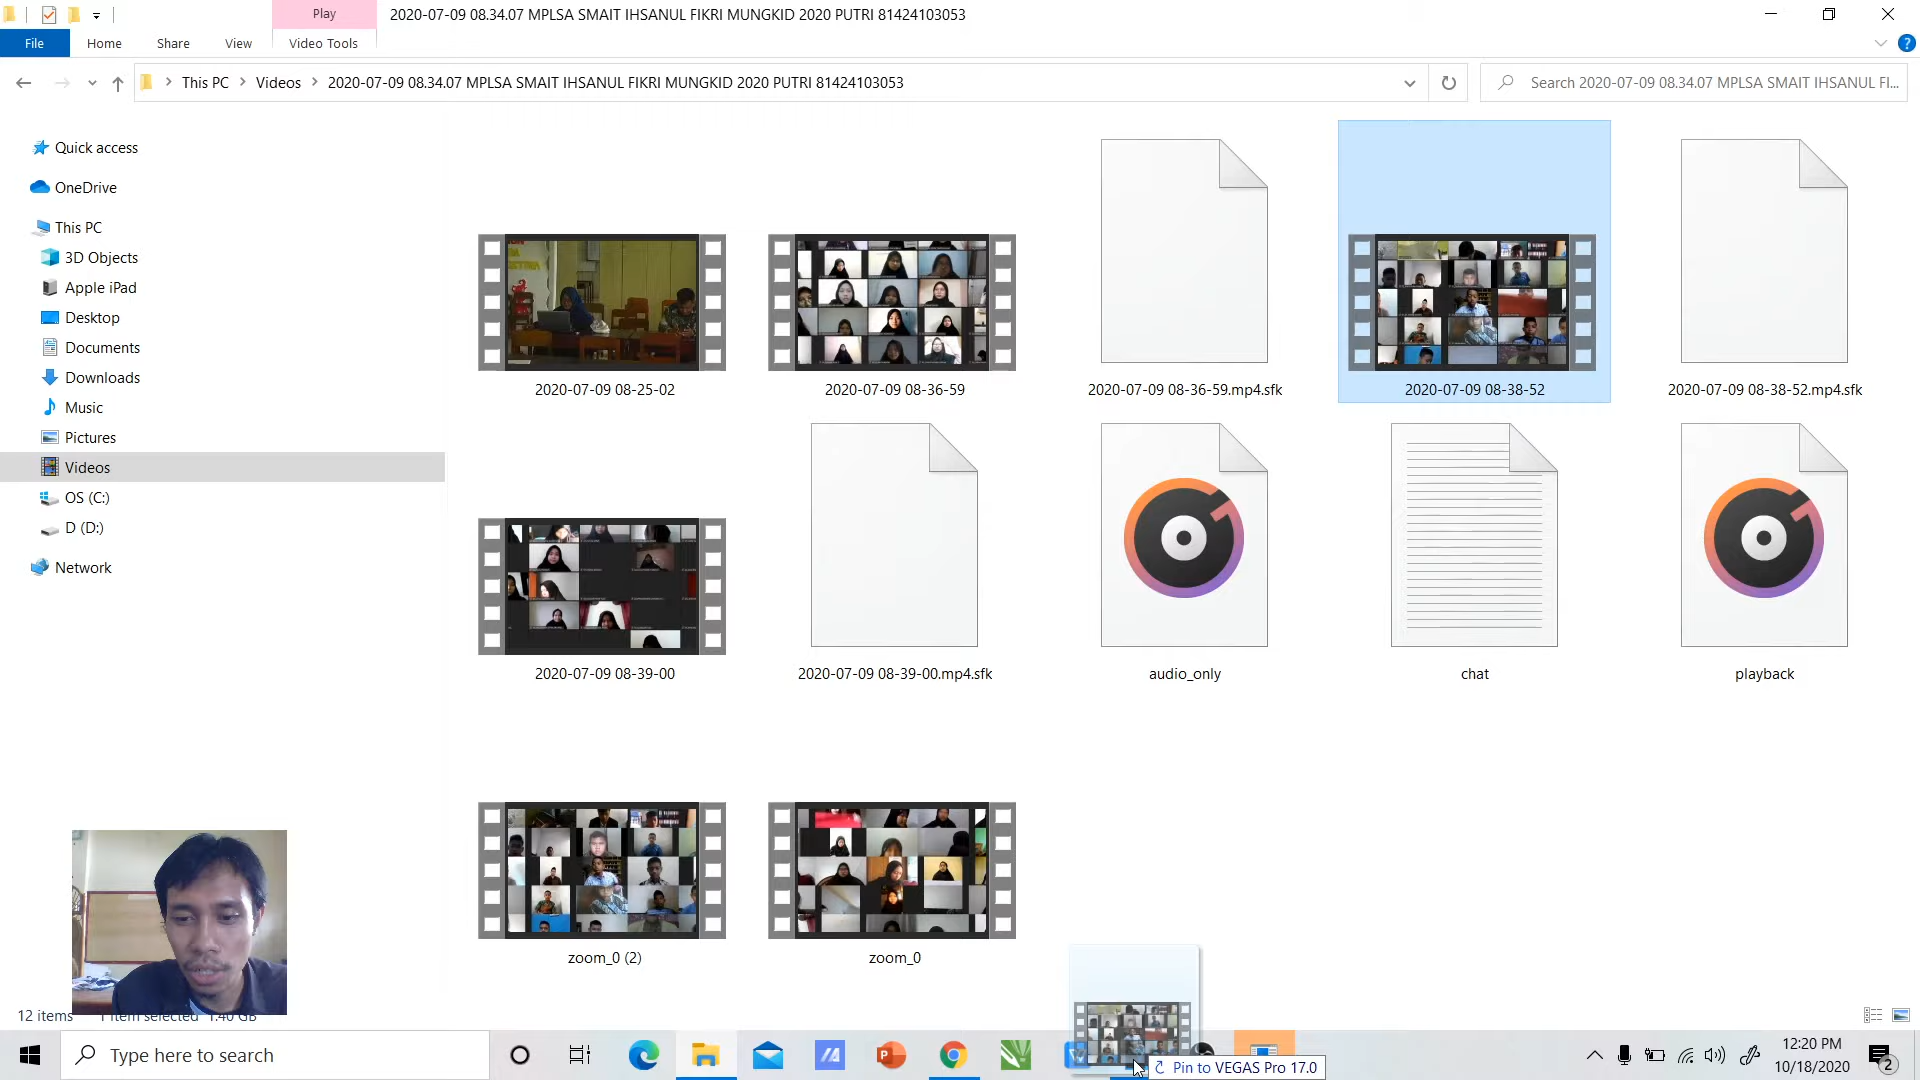 Play
2020-07-09 08.34.07 MPLSA SMAIT IHSANUL FIKRI MUNGKID 2020 PUTRI 81424103053
File
Home
Share
View
Video Tools
This PC
Videos
2020-07-09 08.34.07 MPLSA SMAIT IHSANUL FIKRI MUNGKID 2020 PUTRI 81424103053
Search 2020-07-09 08.34.07 MPLSA SMAIT IHSANUL FI...
Quick access
OneDrive
This PC
3D Objects
Apple iPad
Desktop
Documents
Downloads
Music
Pictures
Videos
OS (C:)
D (D:)
Network
2020-07-09 08-25-02
2020-07-09 08-36-59
2020-07-09 08-36-59.mp4.sfk
2020-07-09 08-38-52
2020-07-09 08-38-52.mp4.sfk
2020-07-09 08-39-00
2020-07-09 08-39-00.mp4.sfk
audio_only
chat
playback
zoom_0 (2)
zoom_0
12 items
1 item selected 1.40 GB
Type here to search
Pin to VEGAS Pro 17.0
12:20 PM
10/18/2020
2